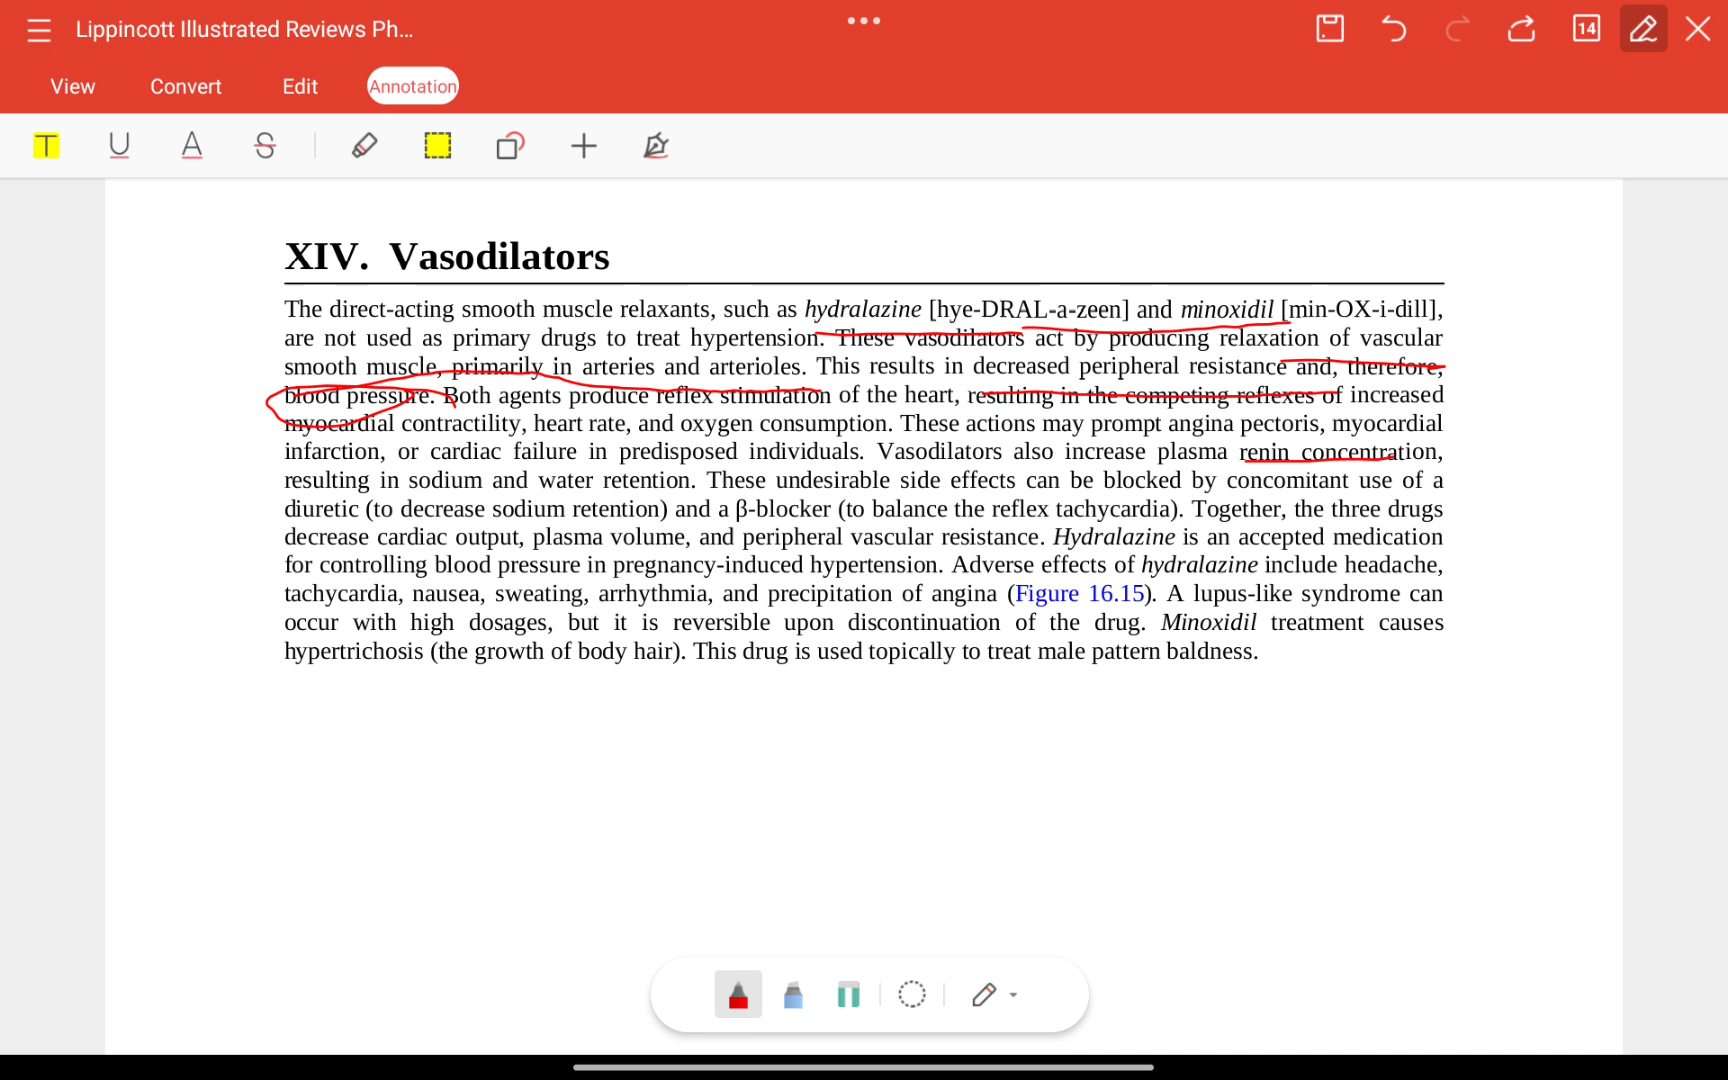 Lippincott Illustrated Reviews Ph...
14
View Convert Edit Annotation
T U A S
XIV. Vasodilators
The direct-acting smooth muscle relaxants, such as hydralazine [hye-DRAL-a-zeen] and minoxidil [min-OX-i-dill],
are not used as primary drugs to treat hypertension. These vasodilators act by producing relaxation of vascular
smooth muscle, primarily in arteries and arterioles. This results in decreased peripheral resistance and, therefore,
blood pressure. Both agents produce reflex stimulation of the heart, resulting in the competing reflexes of increased
myocardial contractility, heart rate, and oxygen consumption. These actions may prompt angina pectoris, myocardial
infarction, or cardiac failure in predisposed individuals. Vasodilators also increase plasma renin concentration,
resulting in sodium and water retention. These undesirable side effects can be blocked by concomitant use of a
diuretic (to decrease sodium retention) and a β-blocker (to balance the reflex tachycardia). Together, the three drugs
decrease cardiac output, plasma volume, and peripheral vascular resistance. Hydralazine is an accepted medication
for controlling blood pressure in pregnancy-induced hypertension. Adverse effects of hydralazine include headache,
tachycardia, nausea, sweating, arrhythmia, and precipitation of angina (Figure 16.15). A lupus-like syndrome can
occur with high dosages, but it is reversible upon discontinuation of the drug. Minoxidil treatment causes
hypertrichosis (the growth of body hair). This drug is used topically to treat male pattern baldness.